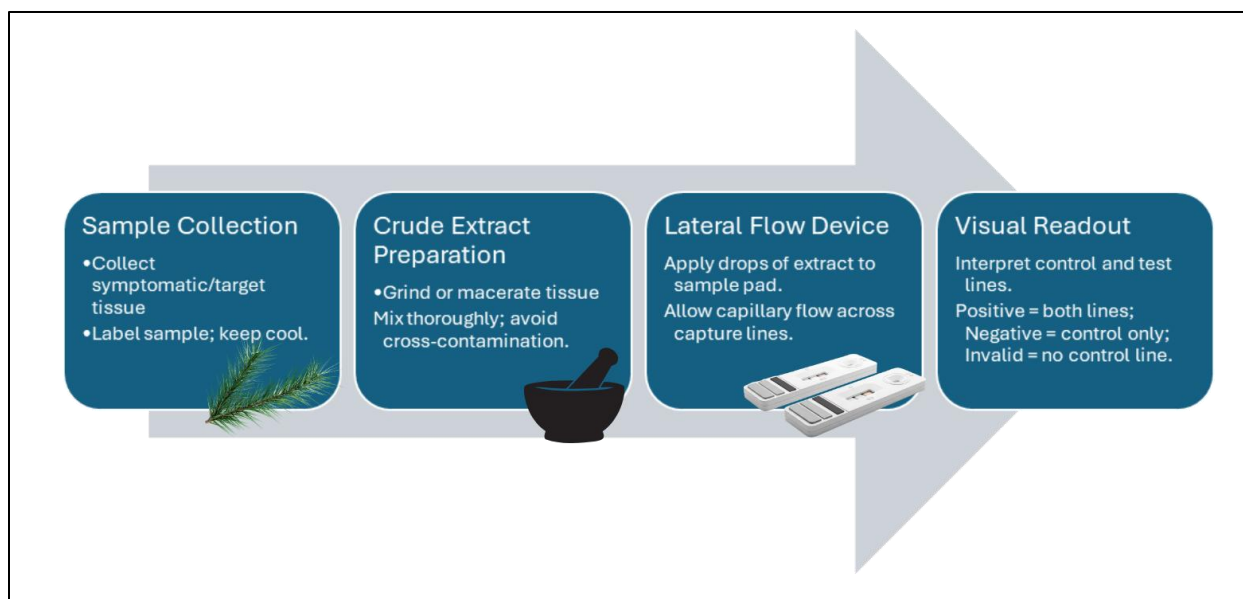 Sample Collection
•Collect
symptomatic/target
tissue
•Label sample; keep cool.
Crude Extract
Preparation
•Grind or macerate tissue
Mix thoroughly; avoid
cross-contamination.
Lateral Flow Device
Apply drops of extract to
sample pad.
Allow capillary flow across
capture lines.
Visual Readout
Interpret control and test
lines.
Positive = both lines;
Negative = control only;
Invalid = no control line.